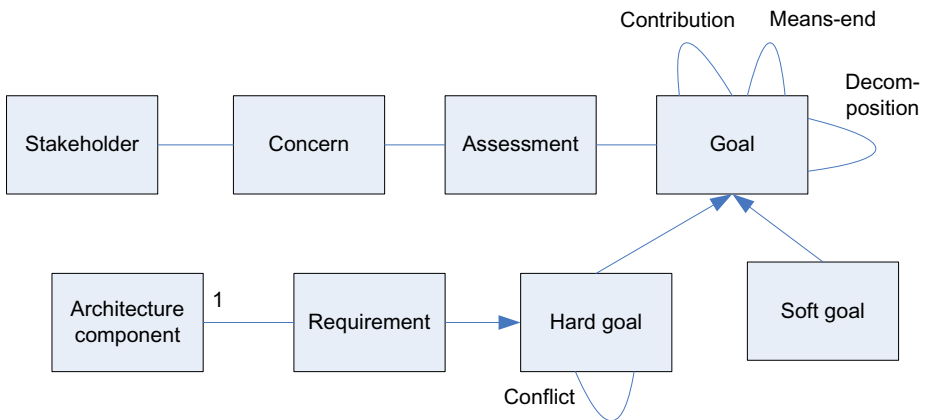 Contribution
Means-end
Decom-
position
Stakeholder
Concern
Assessment
Goal
Architecture
component
1
Requirement
Hard goal
Soft goal
Conflict